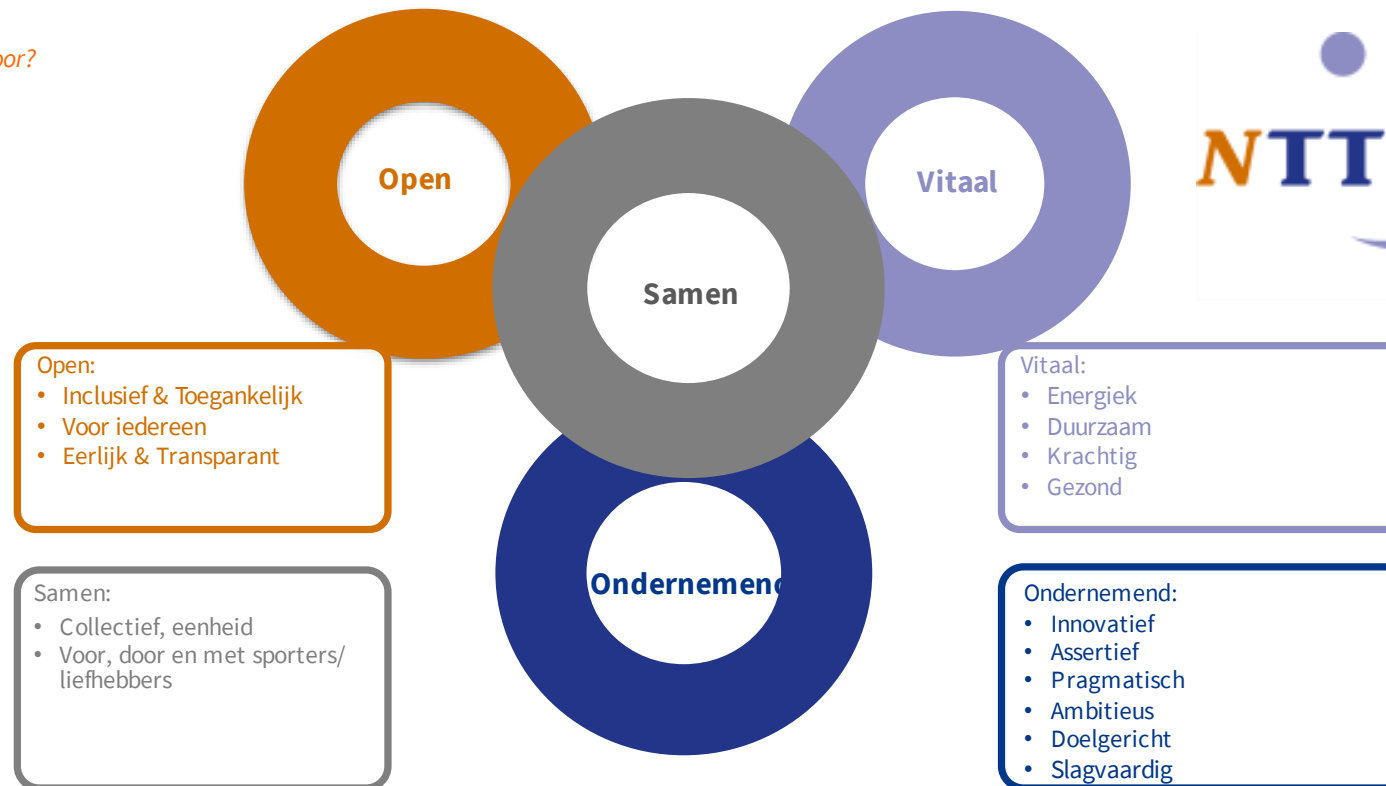 oor?
Open
Vitaal
NTT
Samen
Open:
• Inclusief & Toegankelijk
• Voor iedereen
• Eerlijk & Transparant
Vitaal:
• Energiek
• Duurzaam
• Krachtig
• Gezond
Ondernemend
Samen:
• Collectief, eenheid
• Voor, door en met sporters/
liefhebbers
Ondernemend:
• Innovatief
• Assertief
• Pragmatisch
• Ambitieus
• Doelgericht
• Slagvaardig